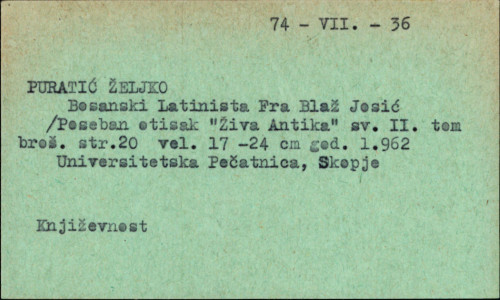 74 - VII. - 36
PURATIĆ ŽELJKO
Bosanski Latinista Fra Blaž Josić
/Poseban otisak "Živa Antika" sv. II. tom
broš. str.20 vel. 17 -24 cm god. 1.962
Universitetska Pečatnica, Skopje
Književnost